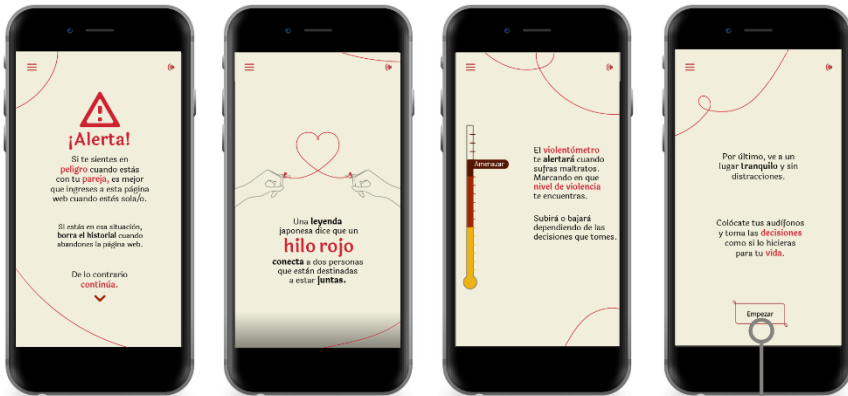 ¡Alerta!
Si te sientes en
peligro cuando estás
con tu pareja, es mejor
que ingreses a esta página
web cuando estés sola/o.
Si estás en esa situación,
borra el historial cuando
abandones la página web.
De lo contrario
continúa.
Una leyenda
japonesa dice que un
hilo rojo
conecta a dos personas
que están destinadas
a estar juntas.
Amenazar
El violentómetro
te alertará cuando
sufras maltratos.
Marcando en que
nivel de violencia
te encuentras.
Subirá o bajará
dependiendo de las
decisiones que tomes.
Por último, ve a un
lugar tranquilo y sin
distracciones.
Colócate tus audífonos
y toma las decisiones
como si lo hicieras
para tu vida.
Empezar